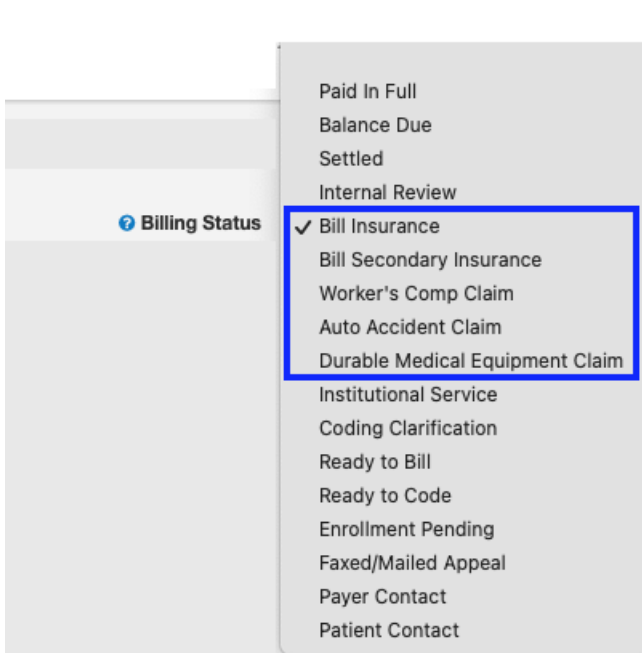 Paid In Full
Balance Due
Settled
Internal Review
Billing Status
✓ Bill Insurance
Bill Secondary Insurance
Worker's Comp Claim
Auto Accident Claim
Durable Medical Equipment Claim
Institutional Service
Coding Clarification
Ready to Bill
Ready to Code
Enrollment Pending
Faxed/Mailed Appeal
Payer Contact
Patient Contact